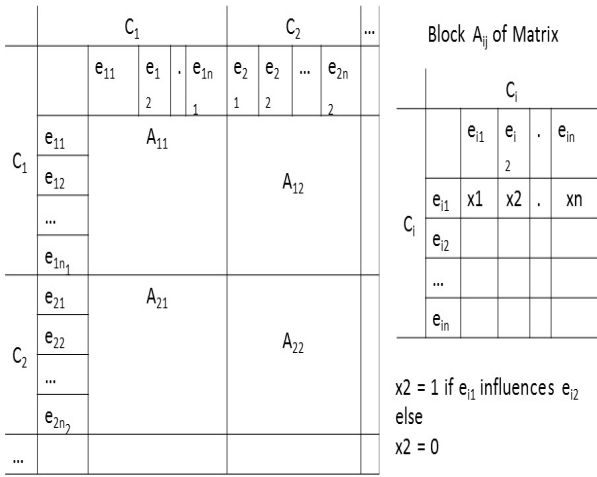 C₁ C₂ ...
e₁₁ e₁₂ . e₁ₙ₁ e₂₁ e₂₂ ... e₂ₙ₂
C₁
e₁₁
e₁₂
...
e₁ₙ₁
A₁₁
A₁₂
C₂
e₂₁
e₂₂
...
e₂ₙ₂
A₂₁
A₂₂
...
Block Aᵢⱼ of Matrix
Cᵢ
eᵢ₁ eᵢ₂ . eᵢₙ
Cᵢ
eᵢ₁ x1 x2 . xn
eᵢ₂
...
eᵢₙ
x2 = 1 if eᵢ₁ influences eᵢ₂
else
x2 = 0